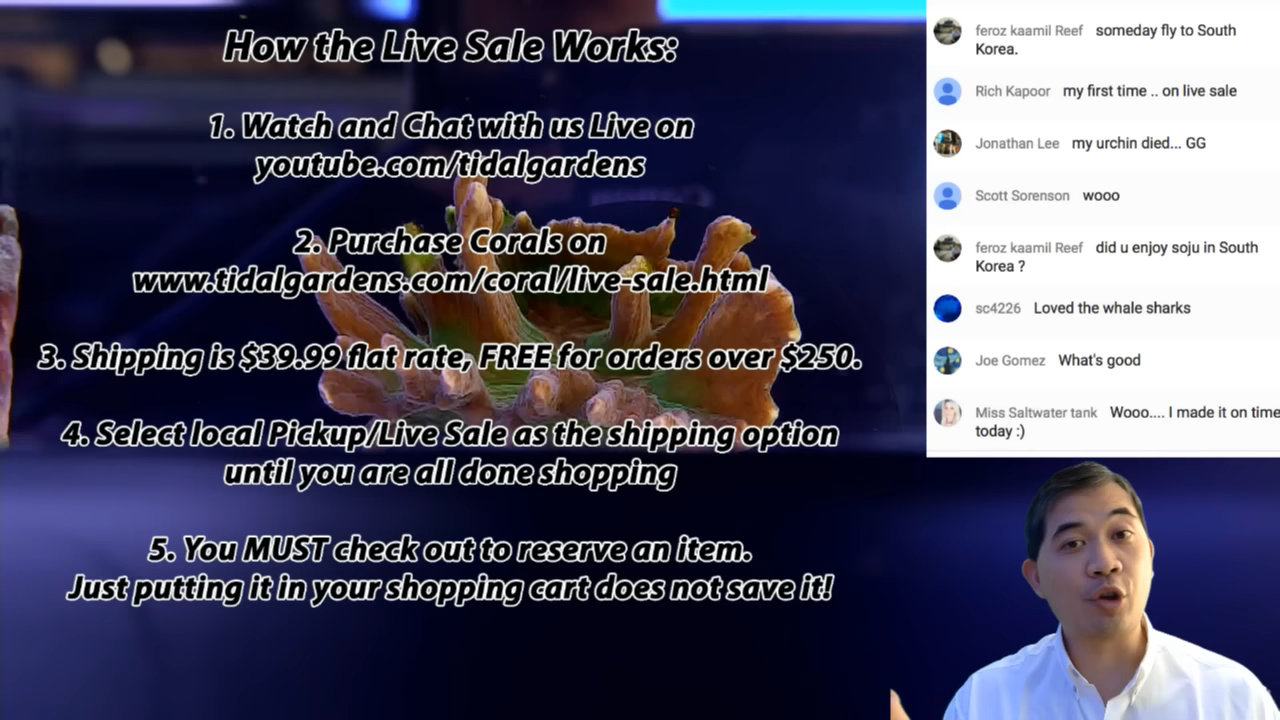 How the Live Sale Works:
1. Watch and Chat with us Live on
youtube.com/tidalgardens
2. Purchase Corals on
www.tidalgardens.com/coral/live-sale.html
3. Shipping is $39.99 flat rate, FREE for orders over $250.
4. Select local Pickup/Live Sale as the shipping option
until you are all done shopping
5. You MUST check out to reserve an item.
Just putting it in your shopping cart does not save it!
feroz kaamil Reef someday fly to South
Korea.
Rich Kapoor my first time .. on live sale
Jonathan Lee my urchin died... GG
Scott Sorenson wooo
feroz kaamil Reef did u enjoy soju in South
Korea ?
sc4226 Loved the whale sharks
Joe Gomez What's good
Miss Saltwater tank Wooo.... I made it on time
today :)